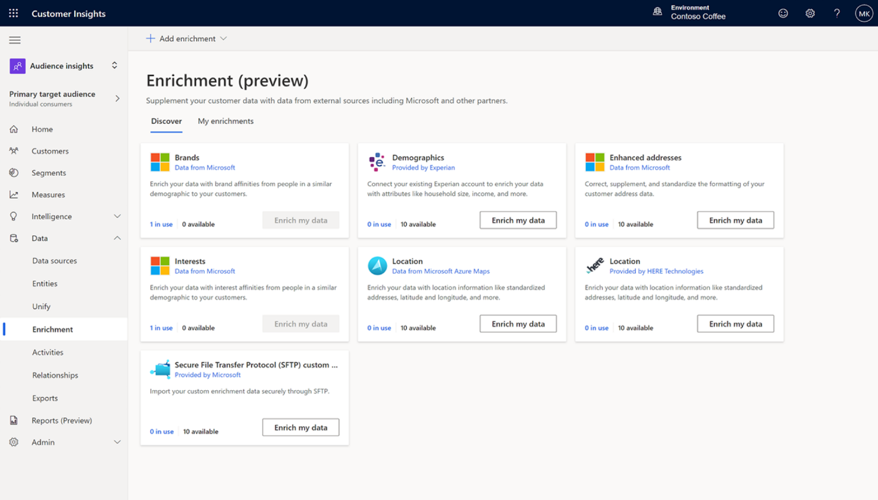 Customer Insights
Environment
Contoso Coffee
?
MK
Audience insights
Primary target audience
Individual consumers
Home
Customers
Segments
Measures
Intelligence
Data
Data sources
Entities
Unify
Enrichment
Activities
Relationships
Exports
Reports (Preview)
Admin
+ Add enrichment
Enrichment (preview)
Supplement your customer data with data from external sources including Microsoft and other partners.
Discover
My enrichments
Brands
Data from Microsoft
Enrich your data with brand affinities from people in a similar
demographic to your customers.
1 in use
0 available
Enrich my data
Demographics
Provided by Experian
Connect your existing Experian account to enrich your data
with attributes like household size, income, and more.
0 in use
10 available
Enrich my data
Enhanced addresses
Data from Microsoft
Correct, supplement, and standardize the formatting of your
customer address data.
0 in use
10 available
Enrich my data
Interests
Data from Microsoft
Enrich your data with interest affinities from people in a similar
demographic to your customers.
1 in use
0 available
Enrich my data
Location
Data from Microsoft Azure Maps
Enrich your data with location information like standardized
addresses, latitude and longitude, and more.
0 in use
10 available
Enrich my data
here
Location
Provided by HERE Technologies
Enrich your data with location information like standardized
addresses, latitude and longitude, and more.
0 in use
10 available
Enrich my data
Secure File Transfer Protocol (SFTP) custom ...
Provided by Microsoft
Import your custom enrichment data securely through SFTP.
0 in use
10 available
Enrich my data